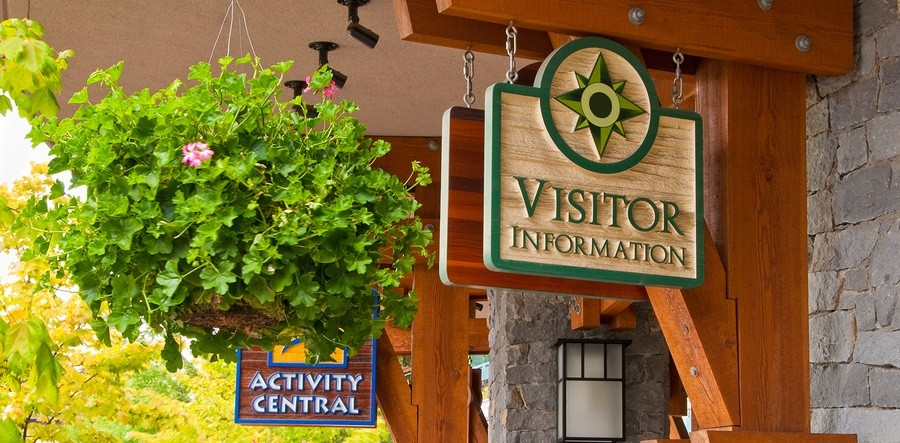 VISITOR
INFORMATION
ACTIVITY
CENTRAL